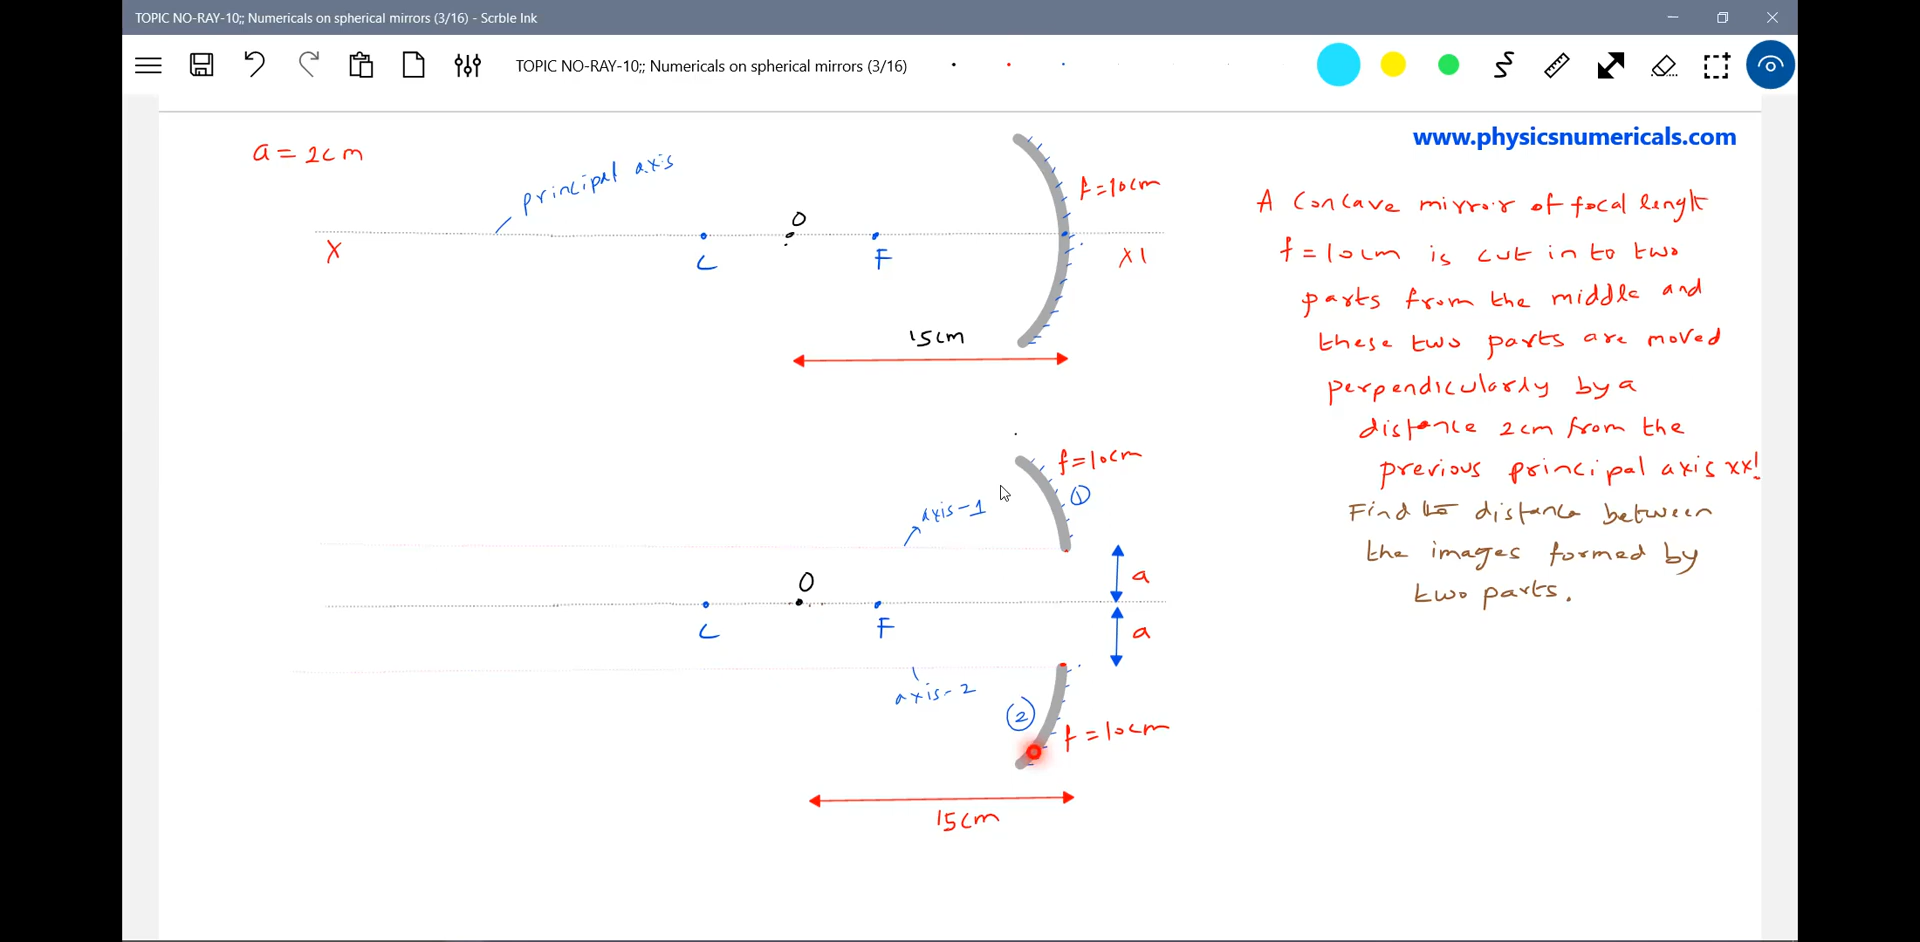 TOPIC NO-RAY-10;; Numericals on spherical mirrors (3/16) - Scrble Ink
TOPIC NO-RAY-10;; Numericals on spherical mirrors (3/16)
www.physicsnumericals.com
a = 2cm
principal axis
O
f=10cm
X
C
F
X1
15cm
A Concave mirror of focal length
f=10cm is cut in to two
parts from the middle and
these two parts are moved
perpendicularly by a
distance 2cm from the
previous principal axis xx!
Find distance between
the images formed by
two parts.
f=10cm
1
axis-1
a
O
C
F
a
axis-2
2
f=10cm
15cm